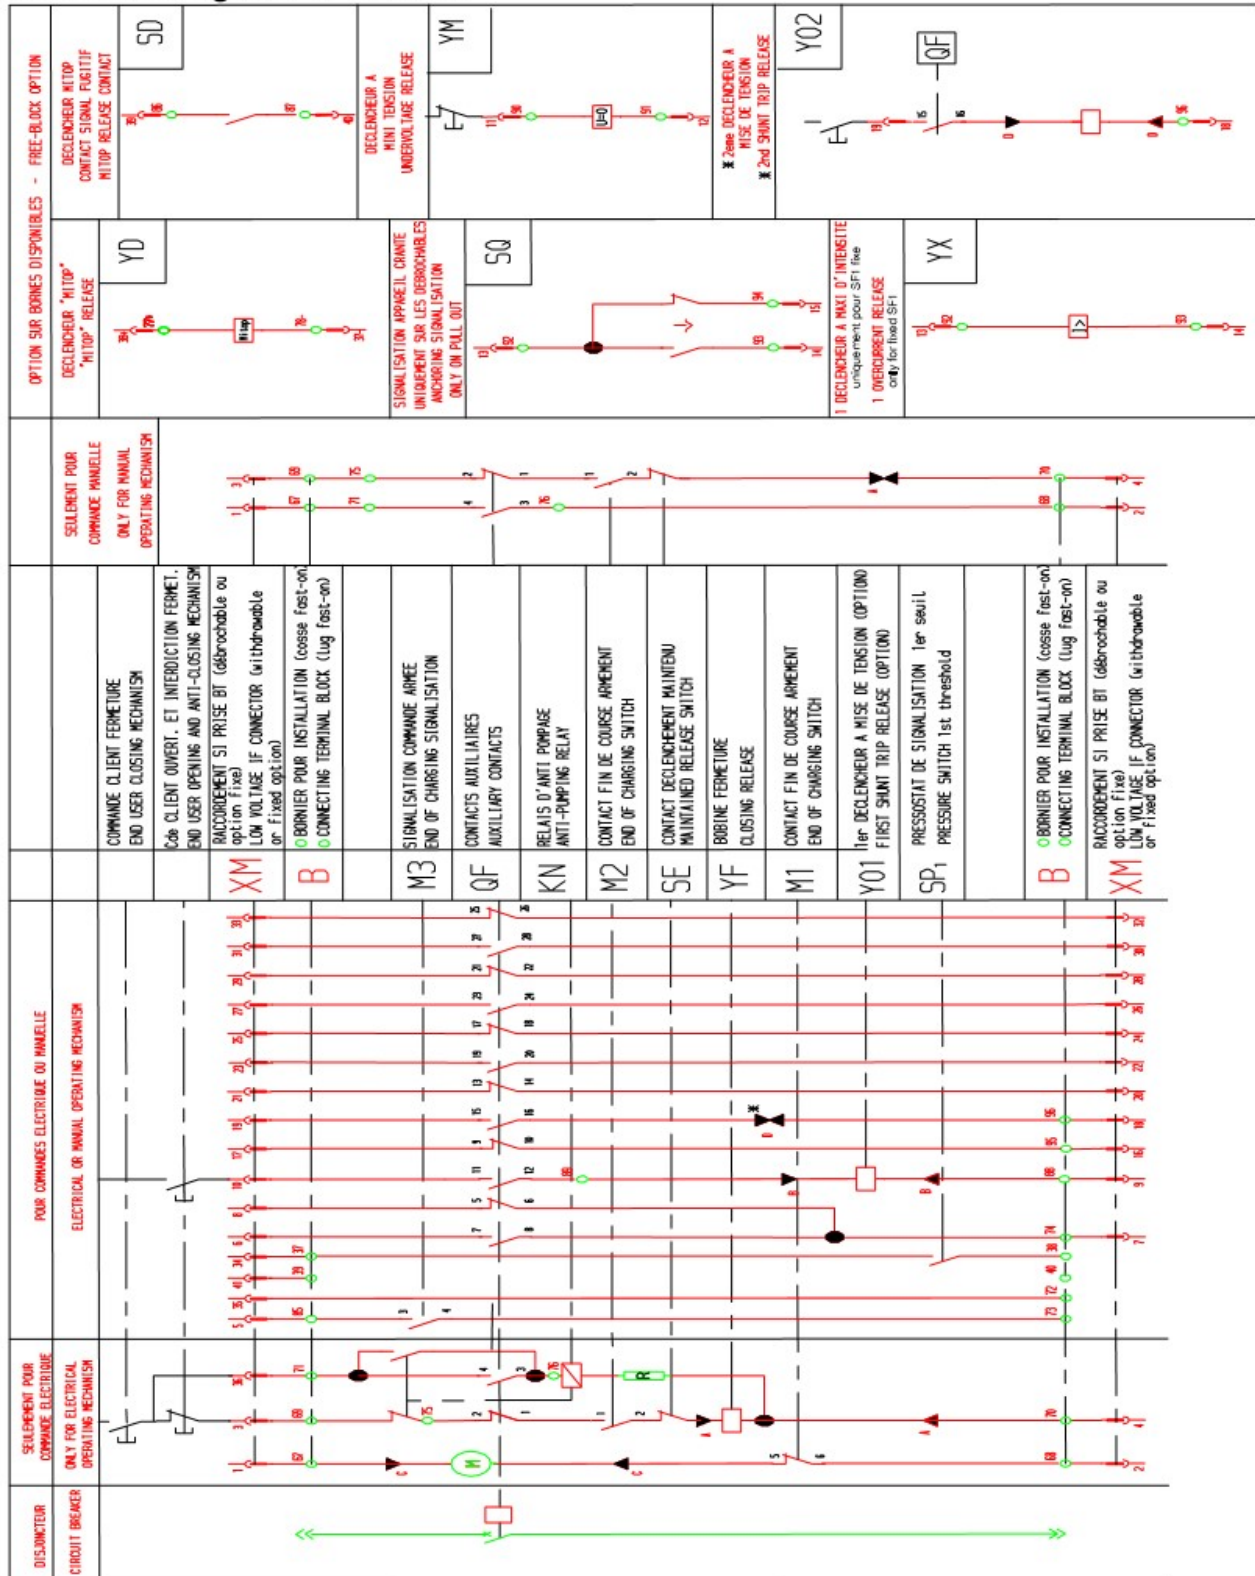 DISJONCTEUR
CIRCUIT BREAKER
SEULEMEMENT POUR
COMMANDE ELECTRIQUE
ONLY FOR ELECTRICAL
OPERATING MECHANISM
POUR COMMANDES ELECTRIQUE OU MANUELLE
ELECTRICAL OR MANUAL OPERATING MECHANISM
COMMANDE CLIENT FERMETURE
END USER CLOSING MECHANISM
Cde CLIENT OUVERT. ET INTERDICTION FERMET.
END USER OPENING AND ANTI-CLOSING MECHANISM
XM
RACCORDEMENT SI PRISE BT (débrochable ou
option fixe)
LOW VOLTAGE IF CONNECTOR (withdrawable
or fixed option)
B
BORNIER POUR INSTALLATION (cosse fast-on)
CONNECTING TERMINAL BLOCK (lug fast-on)
M3
SIGNALISATION COMMANDE ARMEE
END OF CHARGING SIGNALISATION
QF
CONTACTS AUXILIAIRES
AUXILIARY CONTACTS
KN
RELAIS D'ANTI POMPAGE
ANTI-PUMPING RELAY
M2
CONTACT FIN DE COURSE ARMEMENT
END OF CHARGING SWITCH
SE
CONTACT DECLENCHEMENT MAINTENU
MAINTAINED RELEASE SWITCH
YF
BOBINE FERMETURE
CLOSING RELEASE
M1
CONTACT FIN DE COURSE ARMEMENT
END OF CHARGING SWITCH
YO1
1er DECLENCHEUR A MISE DE TENSION (OPTION)
FIRST SHUNT TRIP RELEASE (OPTION)
SP1
PRESSOSTAT DE SIGNALISATION 1er seuil
PRESSURE SWITCH 1st threshold
B
BORNIER POUR INSTALLATION (cosse fast-on)
CONNECTING TERMINAL BLOCK (lug fast-on)
XM
RACCORDEMENT SI PRISE BT (débrochable ou
option fixe)
LOW VOLTAGE IF CONNECTOR (withdrawable
or fixed option)
SEULEMENT POUR
COMMANDE MANUELLE
ONLY FOR MANUAL
OPERATING MECHANISM
OPTION SUR BORNES DISPONIBLES - FREE-BLOCK OPTION
DECLENCHEUR "MITOP"
"MITOP" RELEASE
YD
DECLENCHEUR MITOP
CONTACT SIGNAL FUGITIF
MITOP RELEASE CONTACT
SD
SIGNALISATION APPAREIL CRANTE
UNIQUEMENT SUR LES DEBROCHABLES
ANCHORING SIGNALISATION
ONLY ON PULL OUT
SQ
DECLENCHEUR A
MINI TENSION
UNDERVOLTAGE RELEASE
YM
U=0
1 DECLENCHEUR A MAXI D'INTENSITE
uniquement pour SF1 fixe
1 OVERCURRENT RELEASE
only for fixed SF1
YX
I>
※ 2eme DECLENCHEUR A
MISE DE TENSION
※ 2nd SHUNT TRIP RELEASE
YO2
QF
M
R